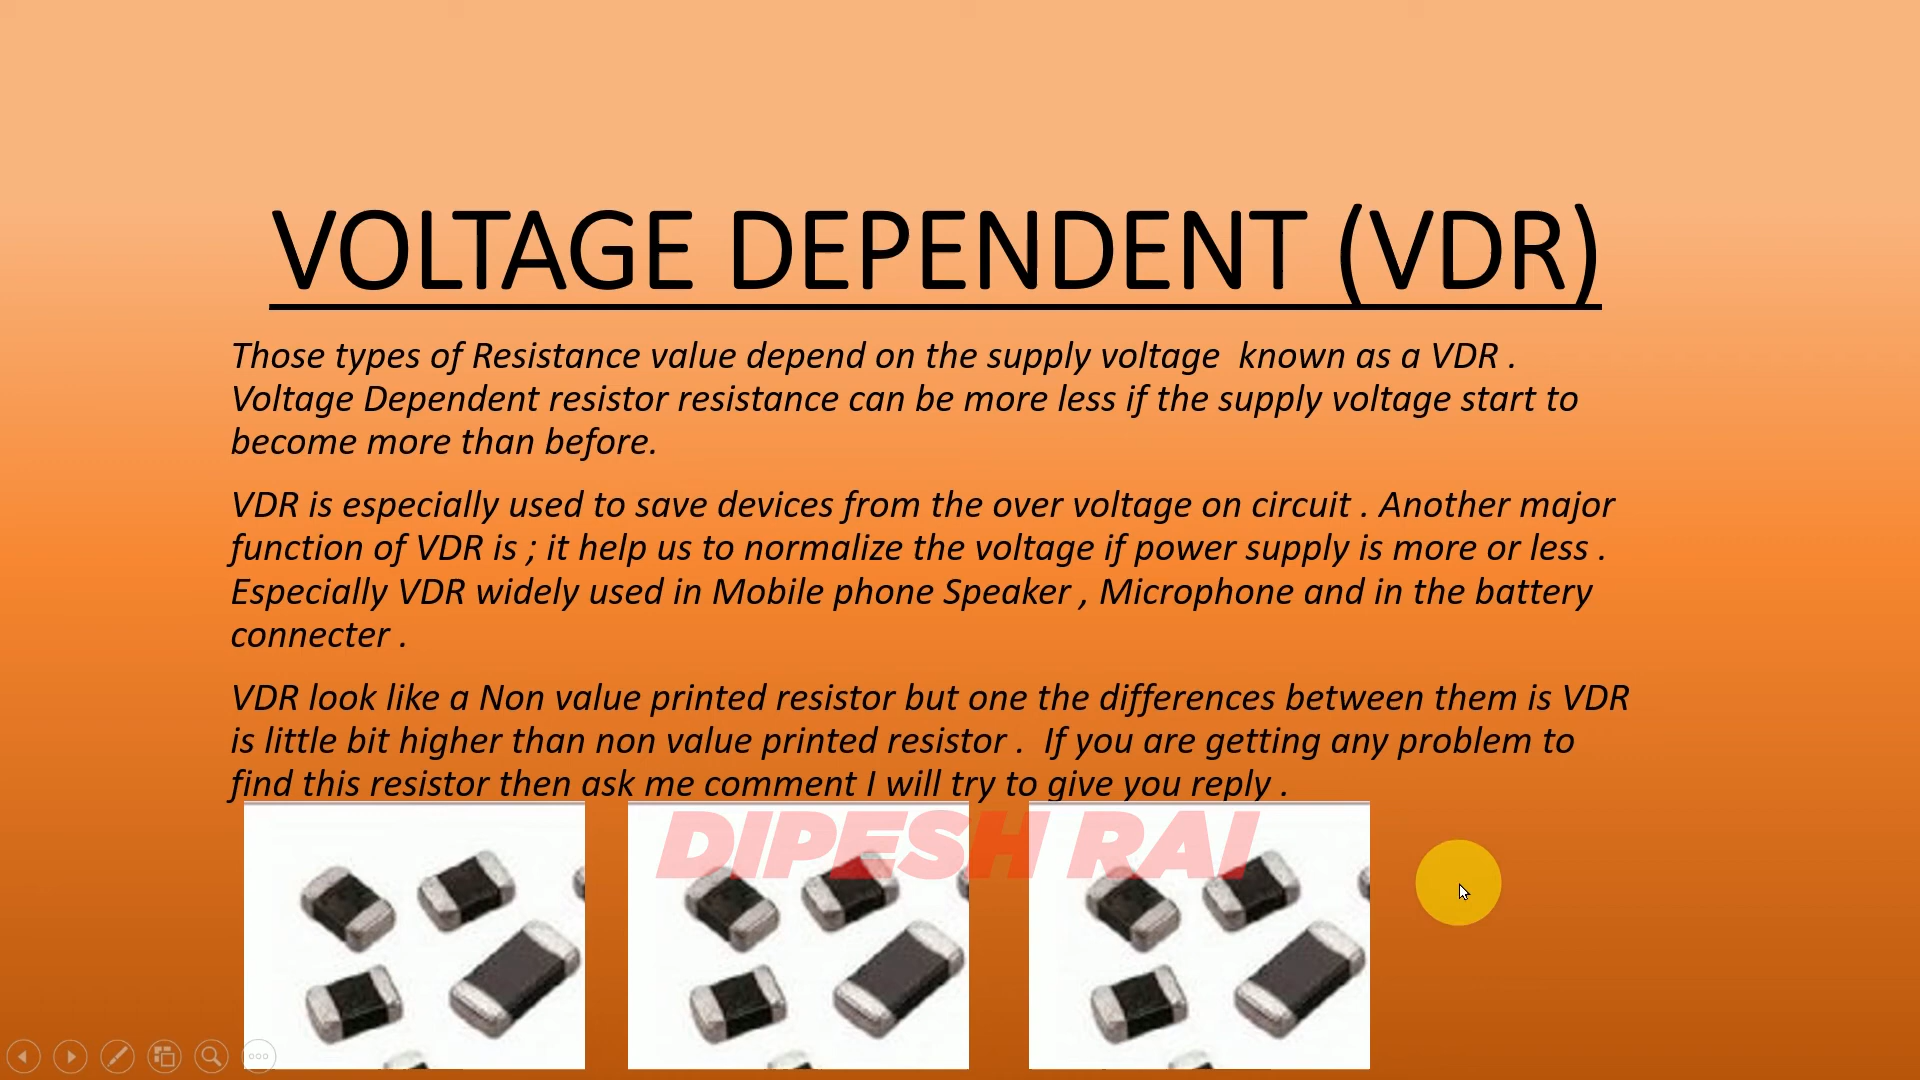 VOLTAGE DEPENDENT (VDR)
Those types of Resistance value depend on the supply voltage  known as a VDR .
Voltage Dependent resistor resistance can be more less if the supply voltage start to
become more than before.
VDR is especially used to save devices from the over voltage on circuit . Another major
function of VDR is ; it help us to normalize the voltage if power supply is more or less .
Especially VDR widely used in Mobile phone Speaker , Microphone and in the battery
connecter .
VDR look like a Non value printed resistor but one the differences between them is VDR
is little bit higher than non value printed resistor .  If you are getting any problem to
find this resistor then ask me comment I will try to give you reply .
DIPESH RAI